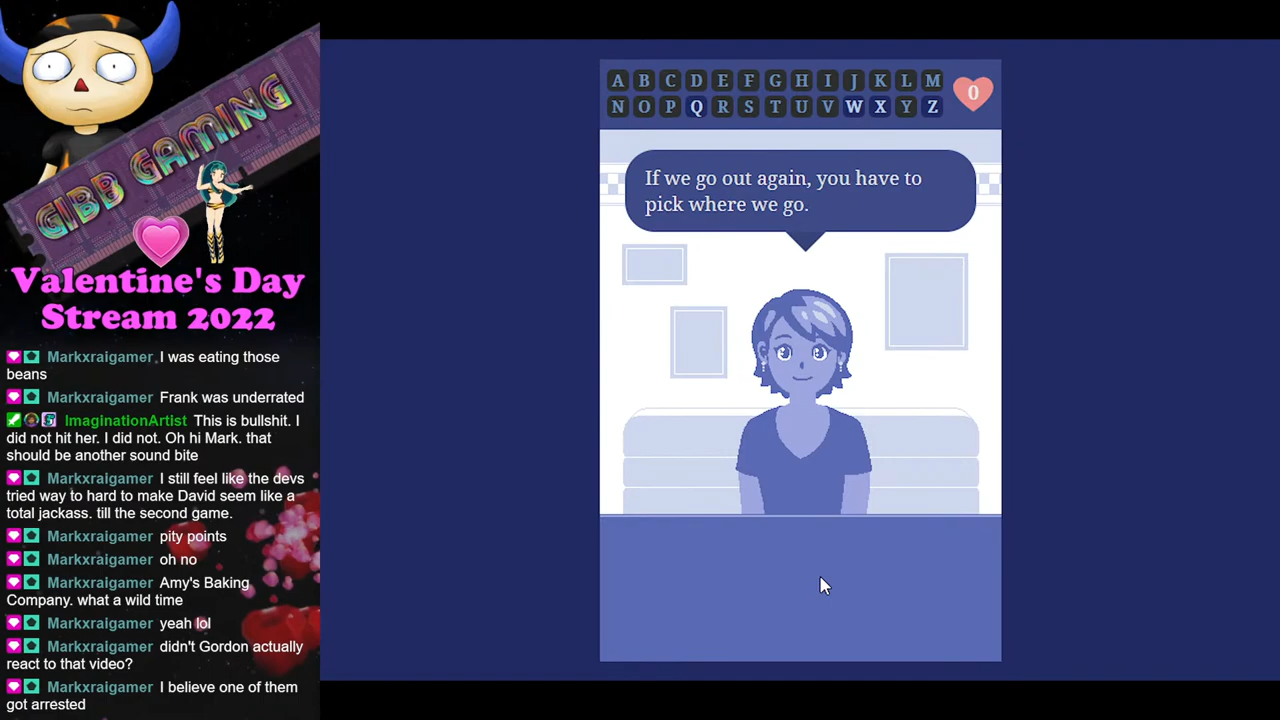 GIBB GAMING
Valentine's Day
Stream 2022
Markxraigamer I was eating those
beans
Markxraigamer Frank was underrated
ImaginationArtist This is bullshit. I
did not hit her. I did not. Oh hi Mark. that
should be another sound bite
Markxraigamer I still feel like the devs
tried way to hard to make David seem like a
total jackass. till the second game.
Markxraigamer pity points
Markxraigamer oh no
Markxraigamer Amy's Baking
Company. what a wild time
Markxraigamer yeah lol
Markxraigamer didn't Gordon actually
react to that video?
Markxraigamer I believe one of them
got arrested
A B C D E F G H I J K L M
N O P Q R S T U V W X Y Z
0
If we go out again, you have to
pick where we go.